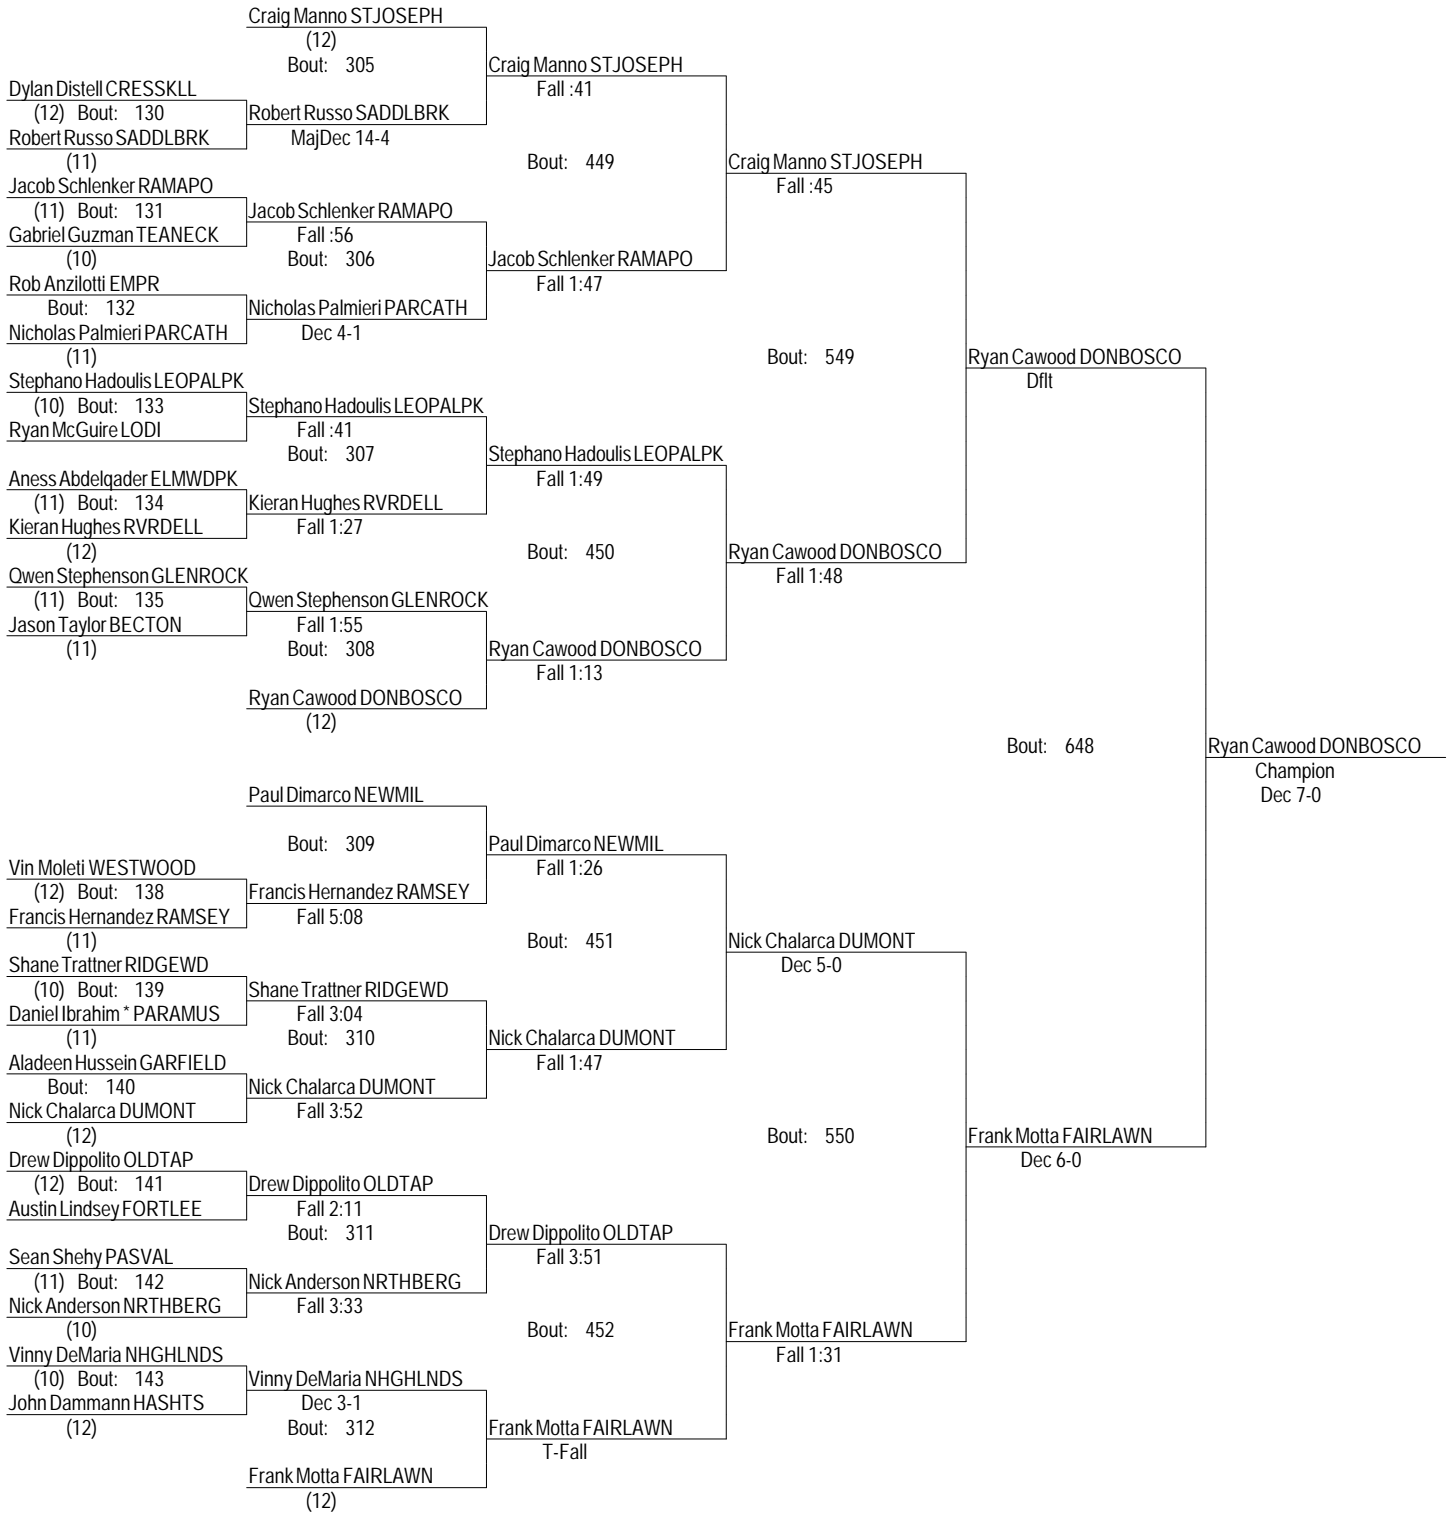 Craig Manno STJOSEPH
(12)
Bout: 305
Craig Manno STJOSEPH
Dylan Distell CRESSKLL
Fall :41
(12) Bout: 130
Robert Russo SADDLBRK
Robert Russo SADDLBRK
MajDec 14-4
(11)
Bout: 449
Craig Manno STJOSEPH
Jacob Schlenker RAMAPO
Fall :45
(11) Bout: 131
Jacob Schlenker RAMAPO
Gabriel Guzman TEANECK
Fall :56
(10)
Bout: 306
Jacob Schlenker RAMAPO
Rob Anzilotti EMPR
Fall 1:47
Bout: 132
Nicholas Palmieri PARCATH
Nicholas Palmieri PARCATH
Dec 4-1
(11)
Bout: 549
Ryan Cawood DONBOSCO
Stephano Hadoulis LEOPALPK
Dflt
(10) Bout: 133
Stephano Hadoulis LEOPALPK
Ryan McGuire LODI
Fall :41
Bout: 307
Stephano Hadoulis LEOPALPK
Aness Abdelqader ELMWDPK
Fall 1:49
(11) Bout: 134
Kieran Hughes RVRDELL
Kieran Hughes RVRDELL
Fall 1:27
(12)
Bout: 450
Ryan Cawood DONBOSCO
Qwen Stephenson GLENROCK
Fall 1:48
(11) Bout: 135
Qwen Stephenson GLENROCK
Jason Taylor BECTON
Fall 1:55
(11)
Bout: 308
Ryan Cawood DONBOSCO
Fall 1:13
Ryan Cawood DONBOSCO
(12)
Bout: 648
Ryan Cawood DONBOSCO
Champion
Dec 7-0
Paul Dimarco NEWMIL
Bout: 309
Paul Dimarco NEWMIL
Vin Moleti WESTWOOD
Fall 1:26
(12) Bout: 138
Francis Hernandez RAMSEY
Francis Hernandez RAMSEY
Fall 5:08
(11)
Bout: 451
Nick Chalarca DUMONT
Shane Trattner RIDGEWD
Dec 5-0
(10) Bout: 139
Shane Trattner RIDGEWD
Daniel Ibrahim * PARAMUS
Fall 3:04
(11)
Bout: 310
Nick Chalarca DUMONT
Aladeen Hussein GARFIELD
Fall 1:47
Bout: 140
Nick Chalarca DUMONT
Nick Chalarca DUMONT
Fall 3:52
(12)
Bout: 550
Frank Motta FAIRLAWN
Drew Dippolito OLDTAP
Dec 6-0
(12) Bout: 141
Drew Dippolito OLDTAP
Austin Lindsey FORTLEE
Fall 2:11
Bout: 311
Drew Dippolito OLDTAP
Sean Shehy PASVAL
Fall 3:51
(11) Bout: 142
Nick Anderson NRTHBERG
Nick Anderson NRTHBERG
Fall 3:33
(10)
Bout: 452
Frank Motta FAIRLAWN
Vinny DeMaria NHGHLNDS
Fall 1:31
(10) Bout: 143
Vinny DeMaria NHGHLNDS
John Dammann HASHTS
Dec 3-1
(12)
Bout: 312
Frank Motta FAIRLAWN
T-Fall
Frank Motta FAIRLAWN
(12)